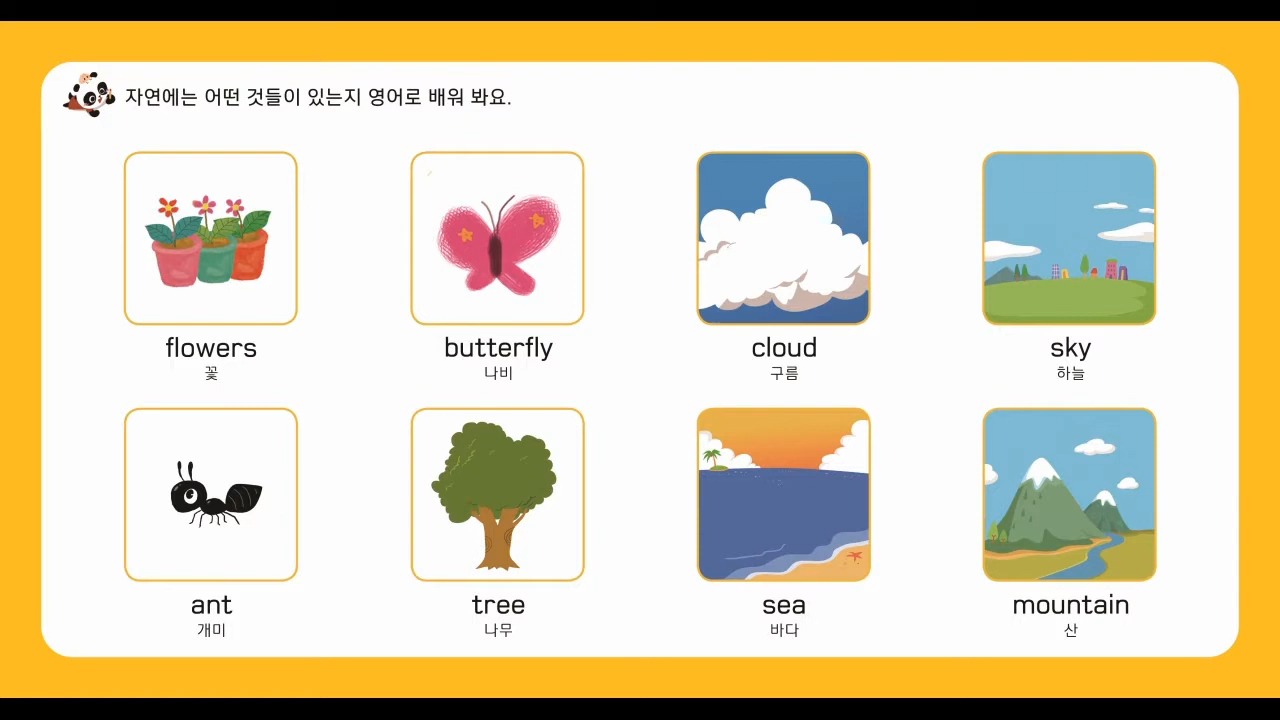 자연에는 어떤 것들이 있는지 영어로 배워 봐요.
flowers
꽃
butterfly
나비
cloud
구름
sky
하늘
ant
개미
tree
나무
sea
바다
mountain
산